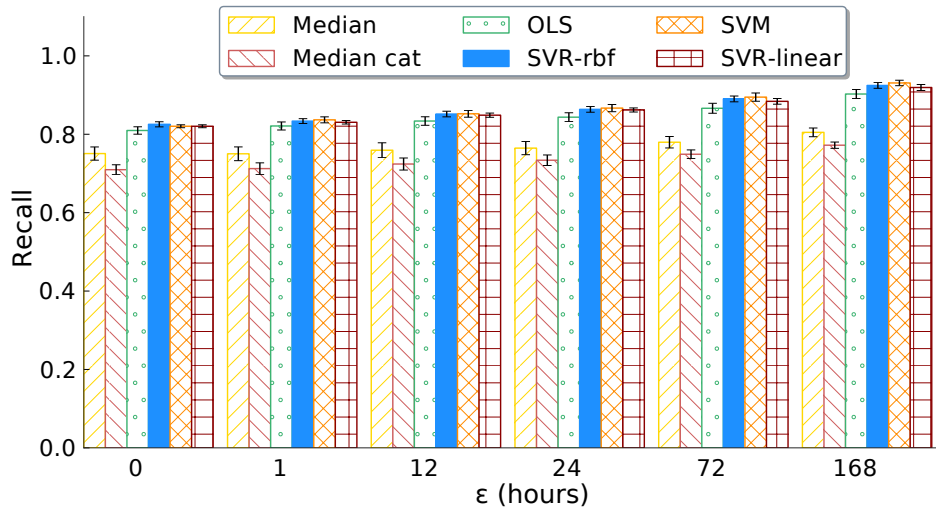 Median
OLS
SVM
Median cat
SVR-rbf
SVR-linear
1.0
0.8
0.6
0.4
0.2
0.0
Recall
0 1 12 24 72 168
ε (hours)